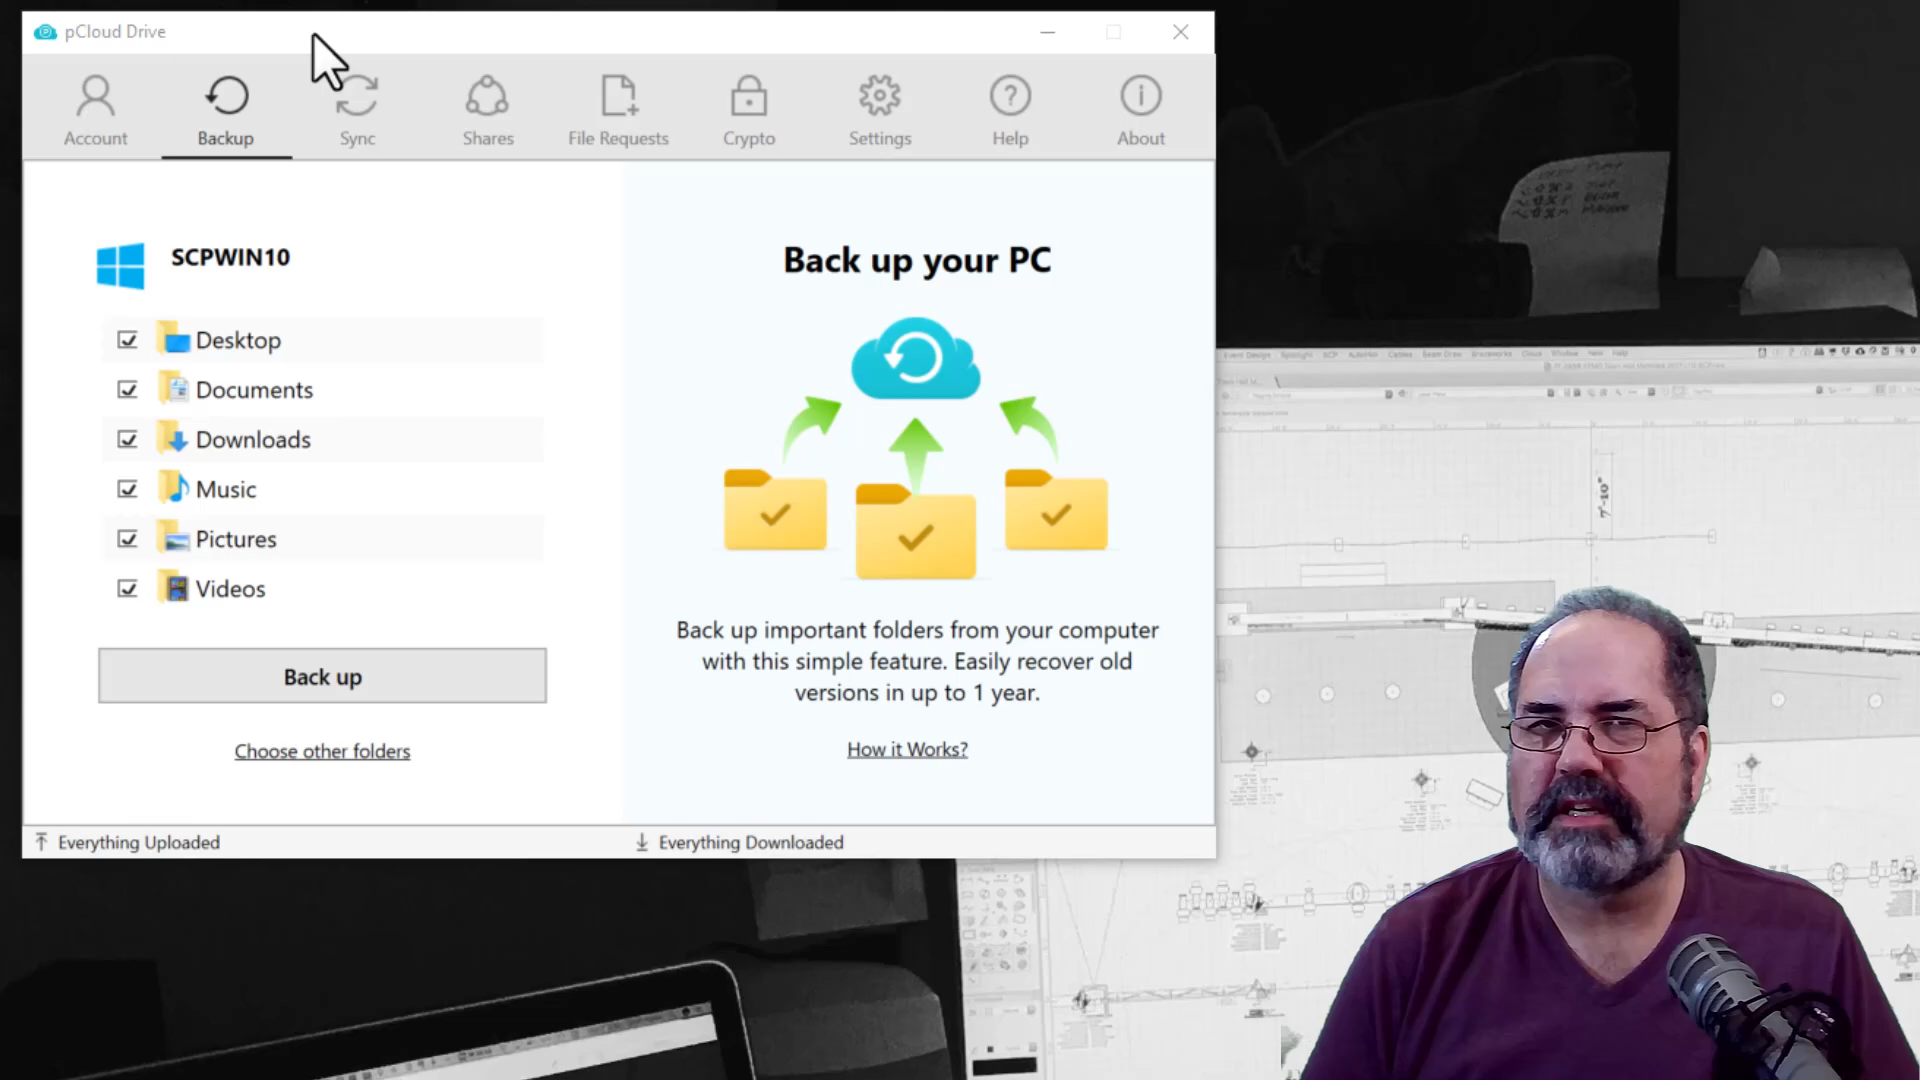 pCloud Drive
Account
Backup
Sync
Shares
File Requests
Crypto
Settings
Help
About
SCPWIN10
Desktop
Documents
Downloads
Music
Pictures
Videos
Back up
Choose other folders
Back up your PC
Back up important folders from your computer
with this simple feature. Easily recover old
versions in up to 1 year.
How it Works?
Everything Uploaded
Everything Downloaded
7'-10"